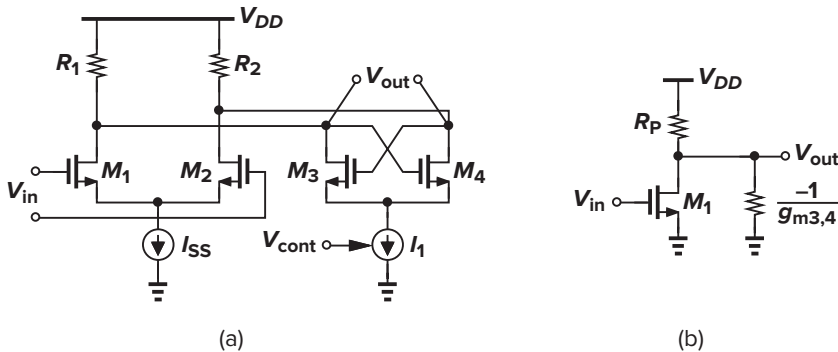 V_DD
R_1 R_2
V_out
M_1 M_2 M_3 M_4
V_in
I_SS
V_cont I_1
(a)
V_DD
R_P
V_out
V_in M_1
−1
g_m3,4
(b)